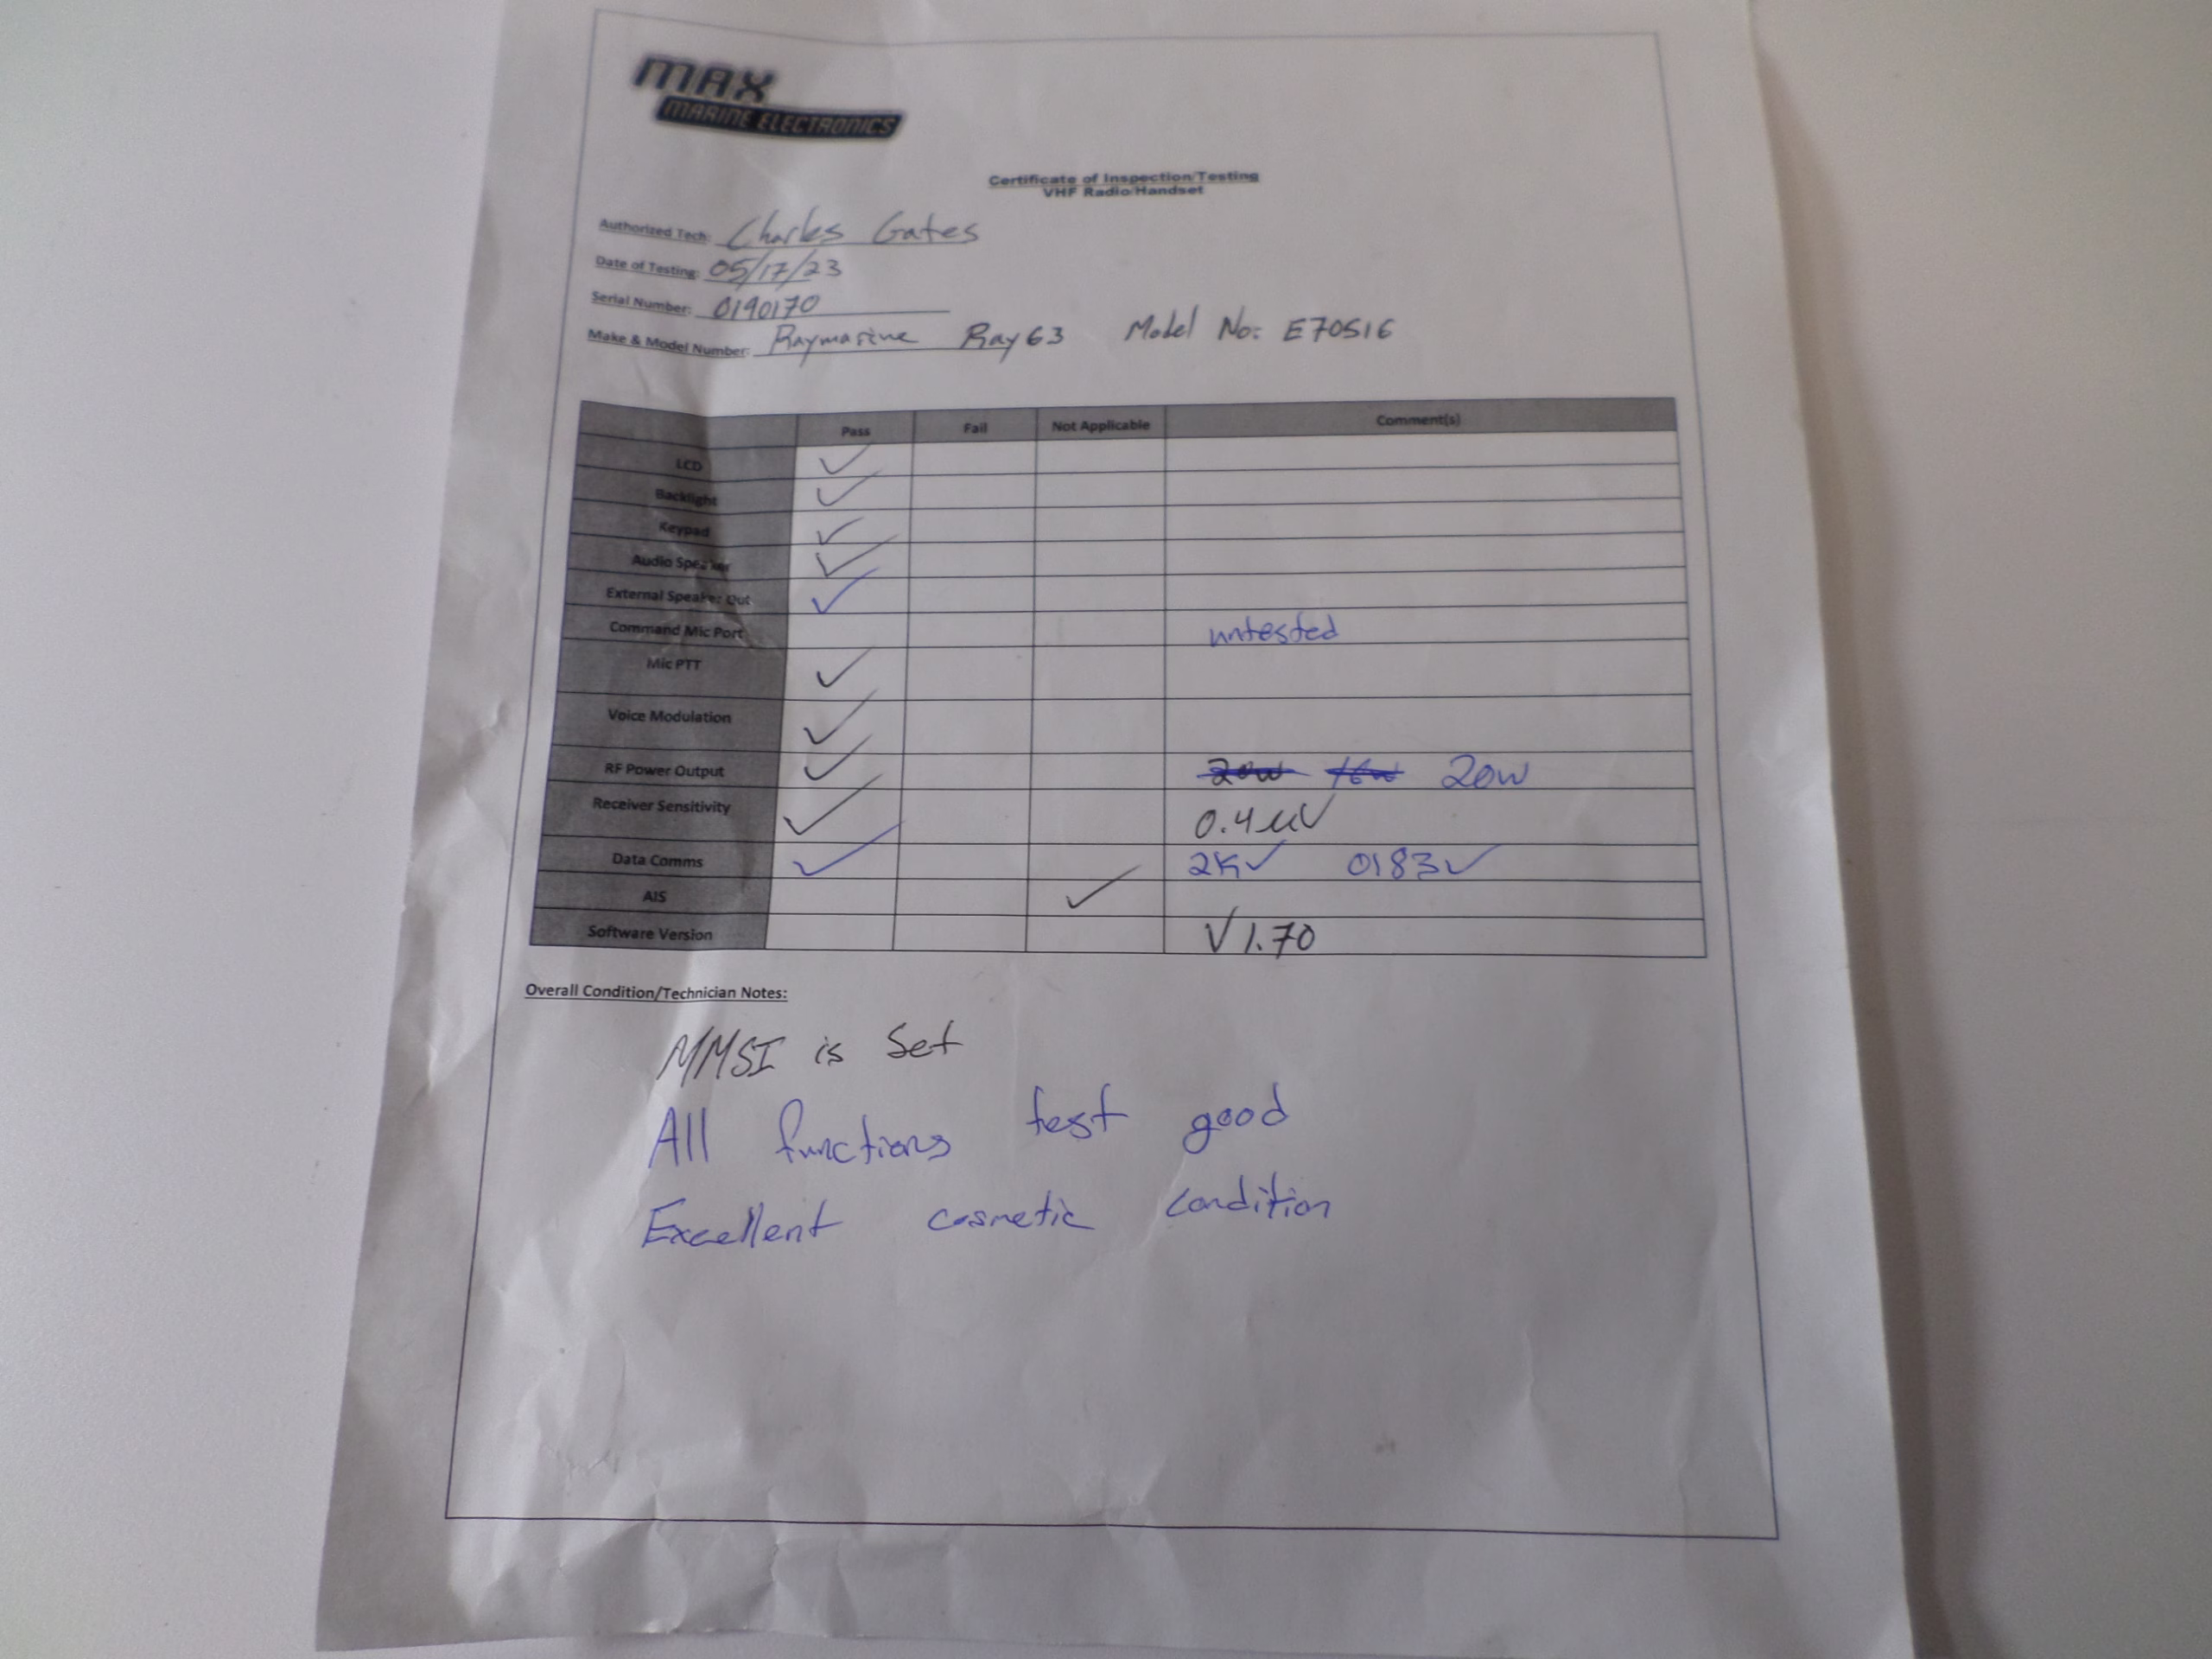 MAX
MARINE ELECTRONICS
Certificate of Inspection/Testing
VHF Radio/Handset
Authorized Tech: Charles Gates
Date of Testing: 05/17/23
Serial Number: 0190170
Make & Model Number: Raymarine Ray63 Model No: E70516
Pass Fail Not Applicable Comment(s)
LCD ✓
Backlight ✓
Keypad ✓
Audio Speaker ✓
External Speaker Out ✓
Command Mic Port untested
Mic PTT ✓
Voice Modulation ✓
RF Power Output ✓ 20W 16W 20W
Receiver Sensitivity ✓ 0.4uV
Data Comms ✓ 2K✓ 0183✓
AIS ✓
Software Version V1.70
Overall Condition/Technician Notes:
MMSI is Set
All functions test good
Excellent cosmetic condition